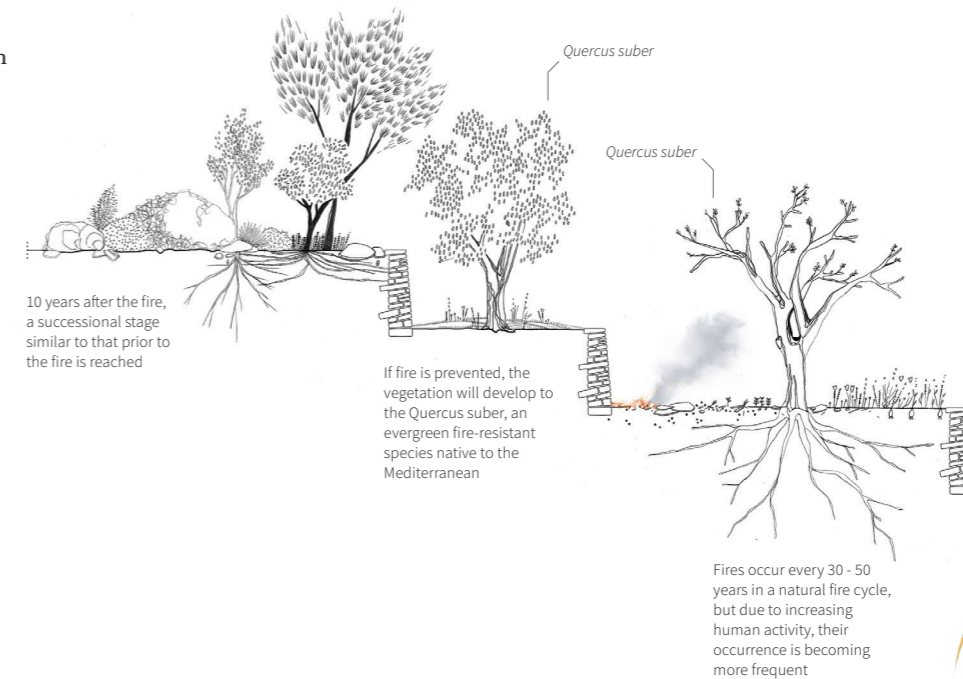 n
Quercus suber
Quercus suber
10 years after the fire,
a successional stage
similar to that prior to
the fire is reached
If fire is prevented, the
vegetation will develop to
the Quercus suber, an
evergreen fire-resistant
species native to the
Mediterranean
Fires occur every 30 - 50
years in a natural fire cycle,
but due to increasing
human activity, their
occurrence is becoming
more frequent